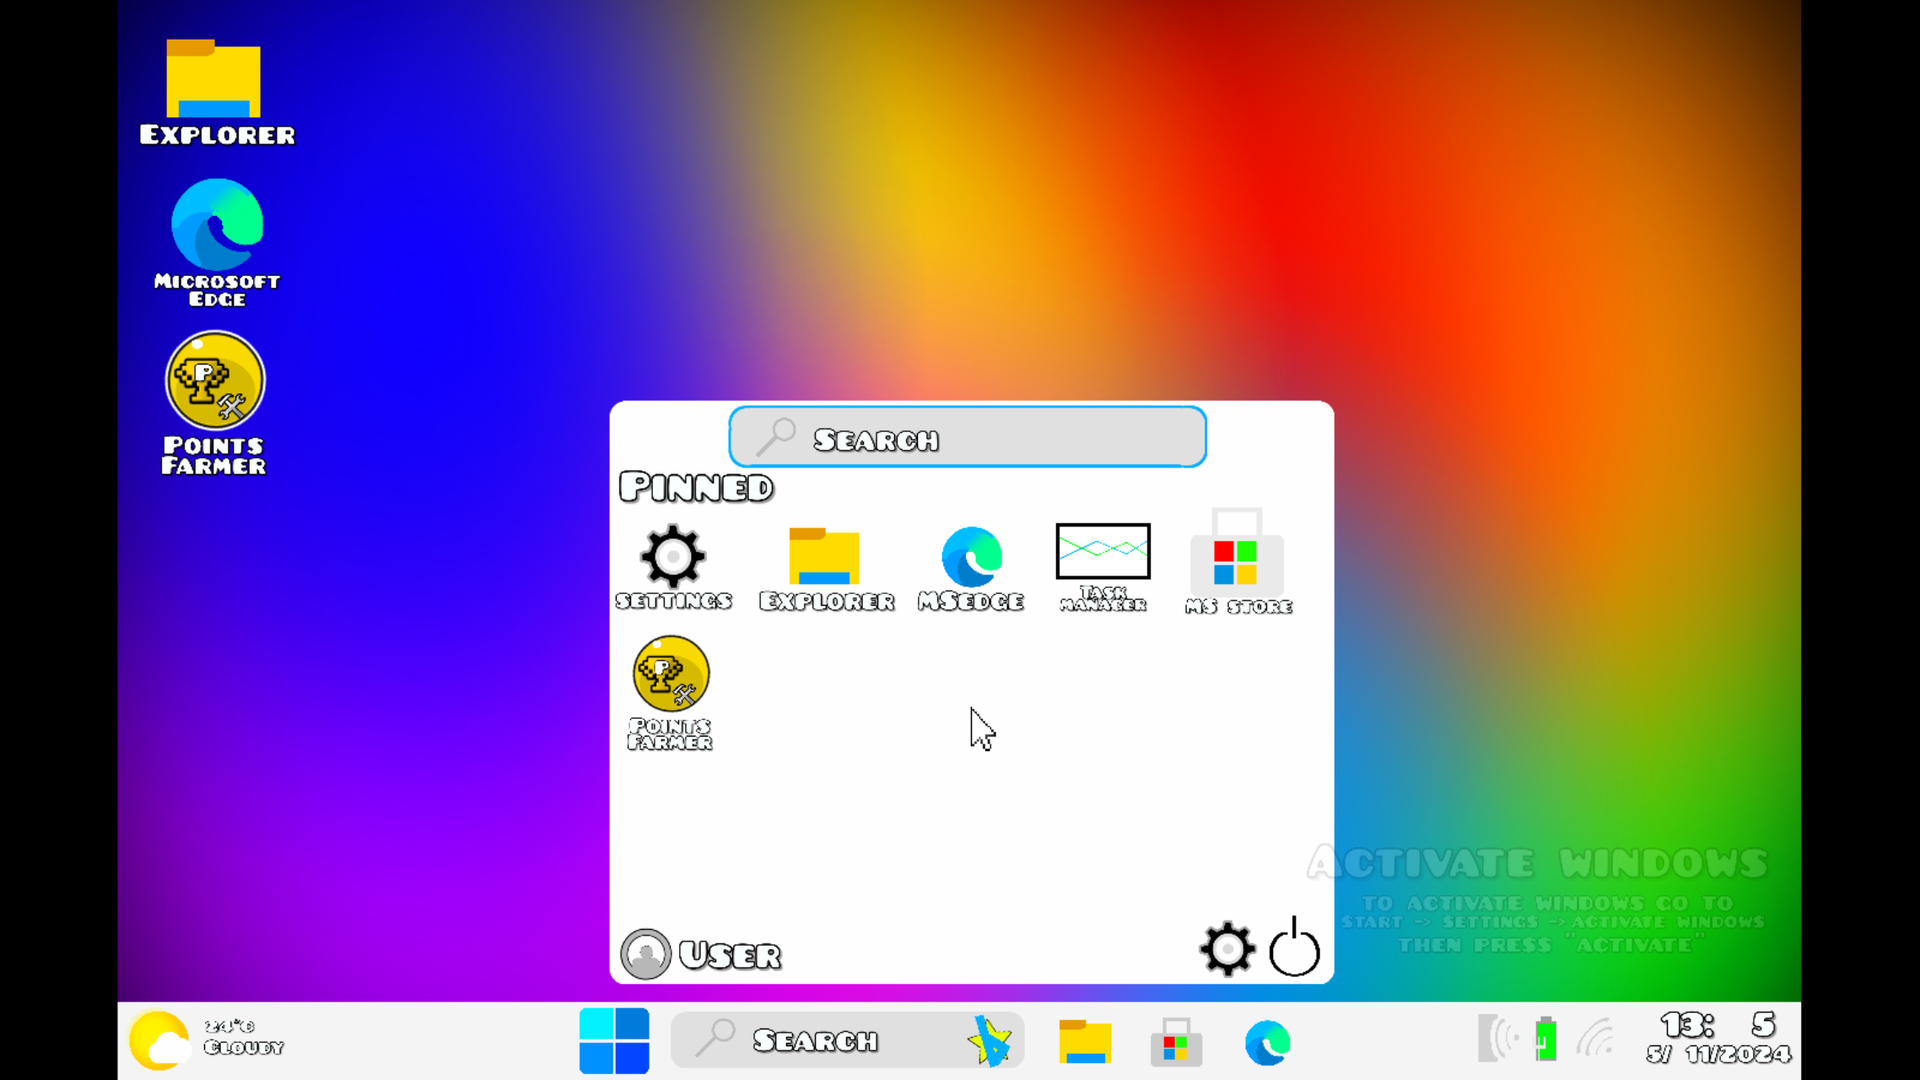 EXPLORER
MICROSOFT
EDGE
POINTS
FARMER
SEARCH
PINNED
SETTINGS
EXPLORER
MSEDGE
TASK
MANAGER
MS STORE
P
POINTS
FARMER
USER
ACTIVATE WINDOWS
TO ACTIVATE WINDOWS GO TO
START -> SETTINGS -> ACTIVATE WINDOWS
THEN PRESS "ACTIVATE"
24°C
CLOUDY
SEARCH
13: 5
5/ 11/2024